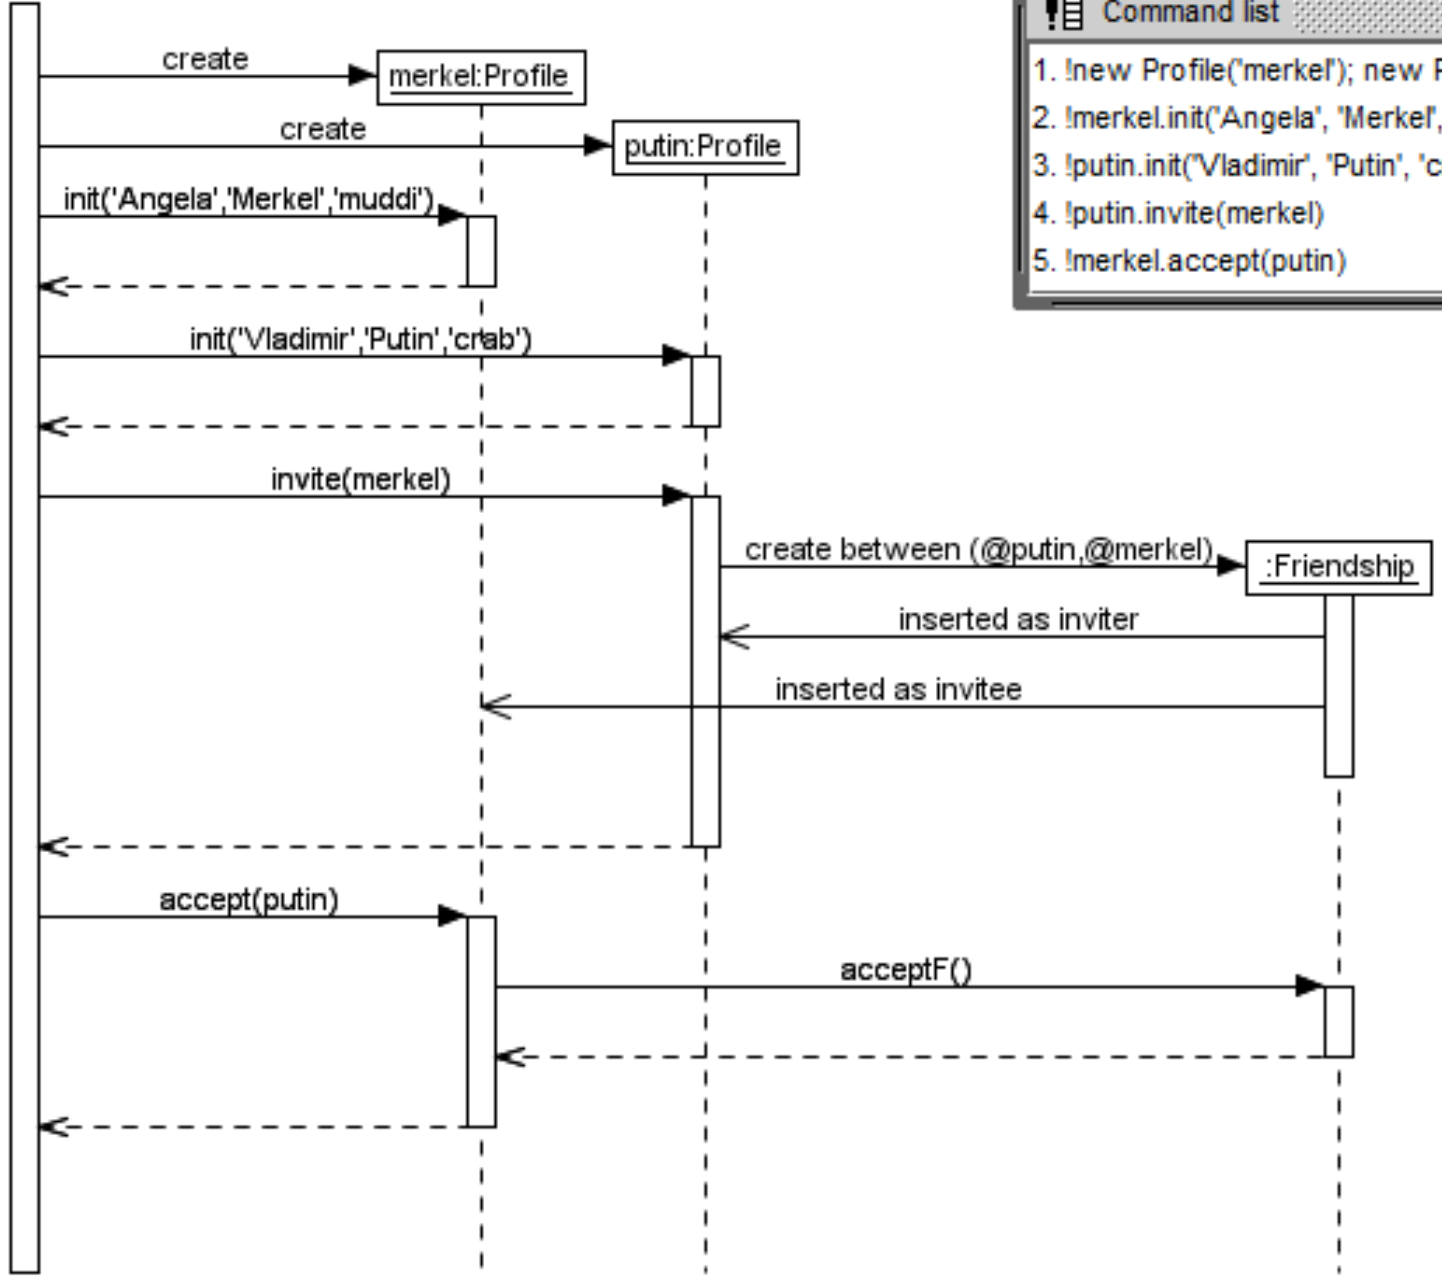 Command list
1. !new Profile('merkel'); new
2. !merkel.init('Angela', 'Merkel',
3. !putin.init('Vladimir', 'Putin', 'c
4. !putin.invite(merkel)
5. !merkel.accept(putin)
create
merkel:Profile
create
putin:Profile
init('Angela','Merkel','muddi')
init('Vladimir','Putin','crab')
invite(merkel)
create between (@putin,@merkel)
:Friendship
inserted as inviter
inserted as invitee
accept(putin)
acceptF()